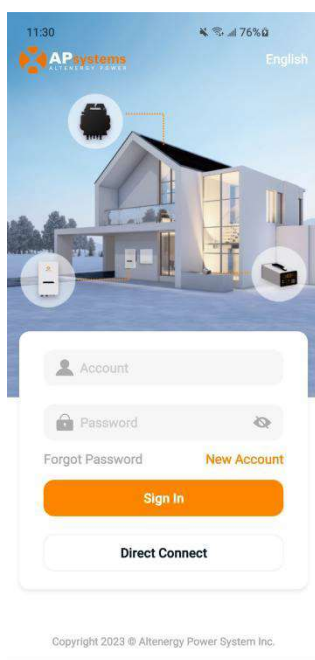 11:30 76%
APsystems
ALTENERGY POWER
English
Account
Password
Forgot Password New Account
Sign In
Direct Connect
Copyright 2023 © Altenergy Power System Inc.